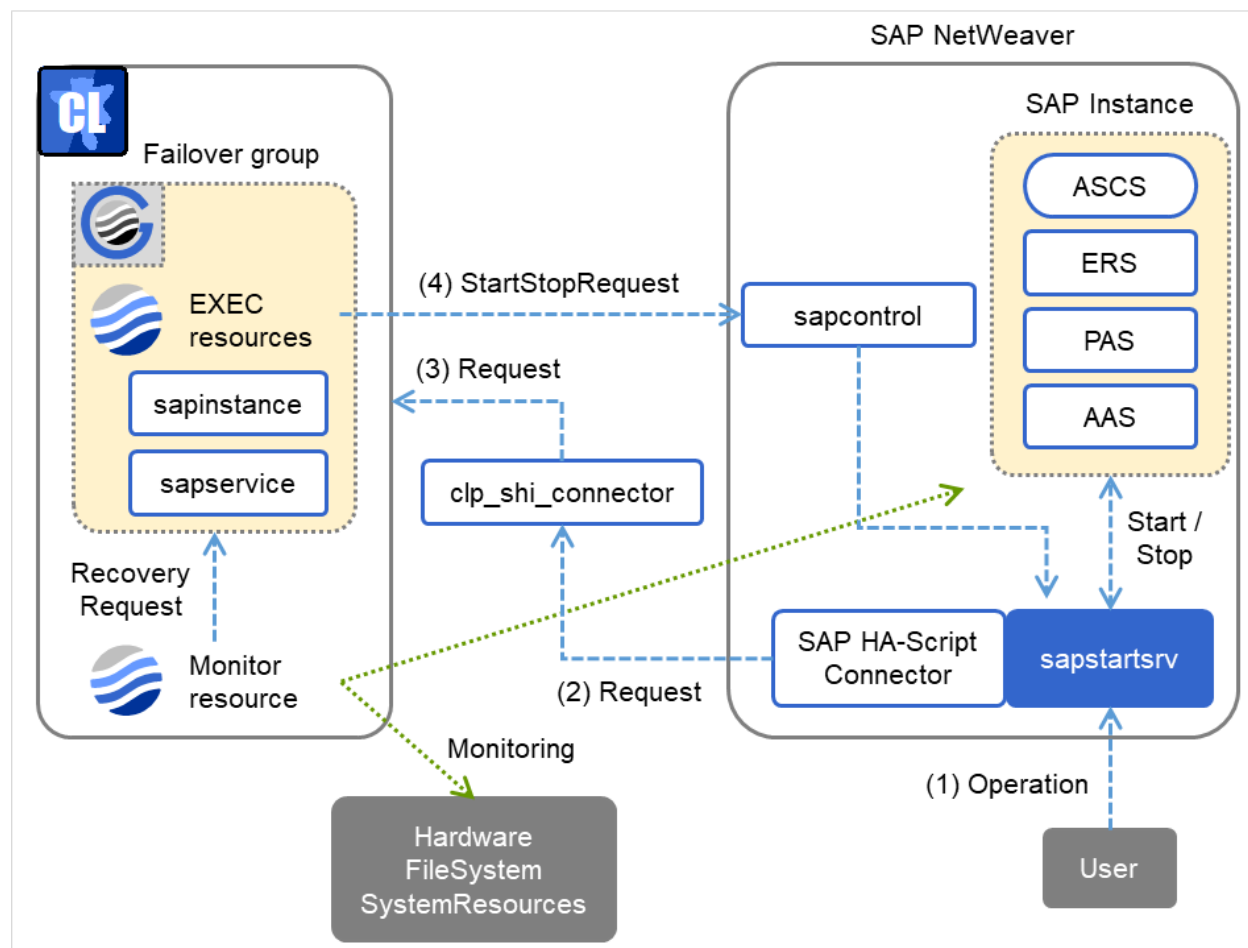 SAP NetWeaver
CL
SAP Instance
Failover group
ASCS
ERS
(4) StartStopRequest
EXEC
resources
sapcontrol
PAS
(3) Request
sapinstance
AAS
sapservice
clp_shi_connector
Start /
Stop
Recovery
Request
SAP HA-Script
Connector
sapstartsrv
Monitor
resource
(2) Request
Monitoring
(1) Operation
Hardware
FileSystem
SystemResources
User